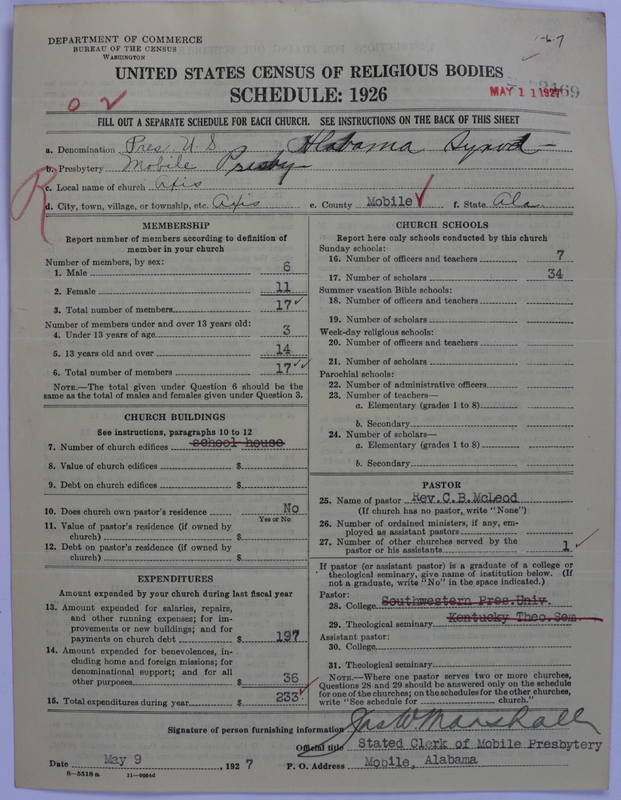 1-6-7
DEPARTMENT OF COMMERCE
BUREAU OF THE CENSUS
WASHINGTON
UNITED STATES CENSUS OF RELIGIOUS BODIES
SCHEDULE: 1926
MAY 11 1927
FILL OUT A SEPARATE SCHEDULE FOR EACH CHURCH. SEE INSTRUCTIONS ON THE BACK OF THIS SHEET
a. Denomination Pres. U S Alabama Synod
b. Presbytery Mobile Presby
c. Local name of church Axis
d. City, town, village, or township, etc. Axis e. County Mobile f. State Ala.
R
MEMBERSHIP
Report number of members according to definition of
member in your church
Number of members, by sex:
1. Male 6
2. Female 11
3. Total number of members 17
Number of members under and over 13 years old:
4. Under 13 years of age 3
5. 13 years old and over 14
6. Total number of members 17
NOTE.—The total given under Question 6 should be the
same as the total of males and females given under Question 3.
CHURCH BUILDINGS
See instructions, paragraphs 10 to 12
7. Number of church edifices school house
8. Value of church edifices $
9. Debt on church edifices $
10. Does church own pastor's residence No
Yes or No
11. Value of pastor's residence (if owned by
church) $
12. Debt on pastor's residence (if owned by
church) $
EXPENDITURES
Amount expended by your church during last fiscal year
13. Amount expended for salaries, repairs,
and other running expenses; for im-
provements or new buildings; and for
payments on church debt $ 197
14. Amount expended for benevolences, in-
cluding home and foreign missions; for
denominational support; and for all
other purposes $ 36
15. Total expenditures during year $ 233
CHURCH SCHOOLS
Report here only schools conducted by this church
Sunday schools:
16. Number of officers and teachers 7
17. Number of scholars 34
Summer vacation Bible schools:
18. Number of officers and teachers
19. Number of scholars
Week-day religious schools:
20. Number of officers and teachers
21. Number of scholars
Parochial schools:
22. Number of administrative officers
23. Number of teachers—
a. Elementary (grades 1 to 8)
b. Secondary
24. Number of scholars—
a. Elementary (grades 1 to 8)
b. Secondary
PASTOR
25. Name of pastor Rev. C.B.McLeod
(If church has no pastor, write "None")
26. Number of ordained ministers, if any, em-
ployed as assistant pastors
27. Number of other churches served by the
pastor or his assistants 1
If pastor (or assistant pastor) is a graduate of a college or
theological seminary, give name of institution below. (If
not a graduate, write "No" in the space indicated.)
Pastor:
28. College Southwestern Pres.Univ.
29. Theological seminary Kentucky Theo.Sem
Assistant pastor:
30. College
31. Theological seminary
NOTE.—Where one pastor serves two or more churches,
Questions 28 and 29 should be answered only on the schedule
for one of the churches; on the schedules for the other churches,
write "See schedule for church."
Signature of person furnishing information Jas W Marshall
Official title Stated Clerk of Mobile Presbytery
Date May 9, 1927 P. O. Address Mobile, Alabama